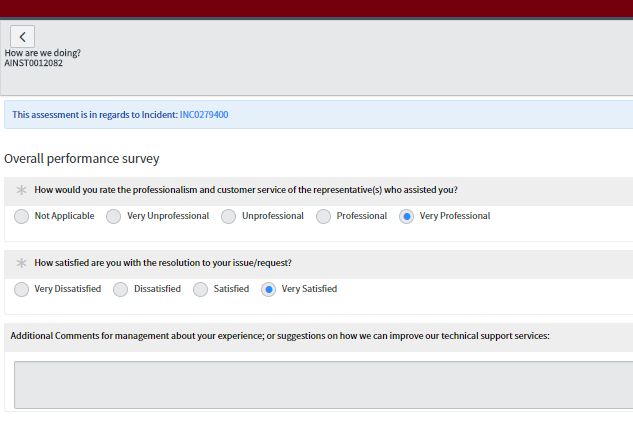 How are we doing?
AINST0012082
This assessment is in regards to Incident: INC0279400
Overall performance survey
How would you rate the professionalism and customer service of the representative(s) who assisted you?
Not Applicable Very Unprofessional Unprofessional Professional Very Professional
How satisfied are you with the resolution to your issue/request?
Very Dissatisfied Dissatisfied Satisfied Very Satisfied
Additional Comments for management about your experience; or suggestions on how we can improve our technical support services: